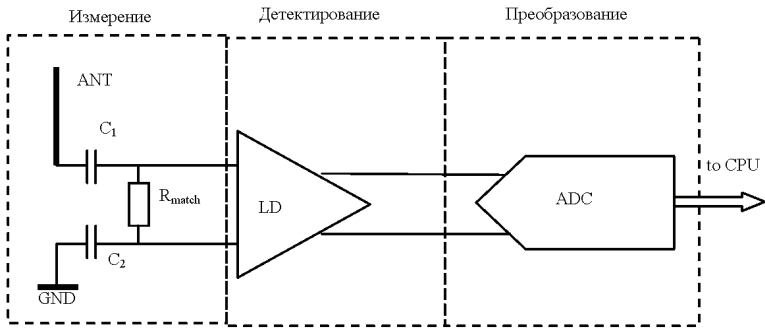 Измерение
Детектирование
Преобразование
ANT
C1
Rmatch
C2
GND
LD
ADC
to CPU